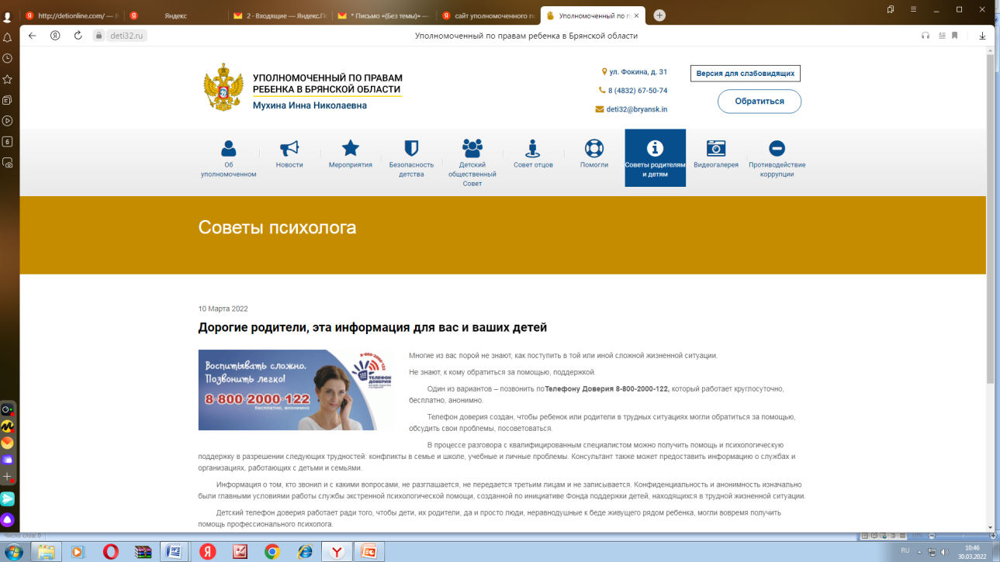 http://detionline.com/ — Я
Яндекс
2 · Входящие — Яндекс.По
* Письмо «(Без темы)» —
сайт уполномоченного по
Уполномоченный по п
deti32.ru
Уполномоченный по правам ребенка в Брянской области
УПОЛНОМОЧЕННЫЙ ПО ПРАВАМ
РЕБЕНКА В БРЯНСКОЙ ОБЛАСТИ
Мухина Инна Николаевна
ул. Фокина, д. 31
8 (4832) 67-50-74
deti32@bryansk.in
Версия для слабовидящих
Обратиться
Об
уполномоченном
Новости
Мероприятия
Безопасность
детства
Детский
общественный
Совет
Совет отцов
Помогли
Советы родителям
и детям
Видеогалерея
Противодействие
коррупции
Советы психолога
10 Марта 2022
Дорогие родители, эта информация для вас и ваших детей
Воспитывать сложно.
Позвонить легко!
8-800-2000-122
бесплатно, анонимно
8-800-2000-122
ТЕЛЕФОН
ДОВЕРИЯ
Многие из вас порой не знают, как поступить в той или иной сложной жизненной ситуации.
Не знают, к кому обратиться за помощью, поддержкой.
Один из вариантов – позвонить поТелефону Доверия 8-800-2000-122, который работает круглосуточно,
бесплатно, анонимно.
Телефон доверия создан, чтобы ребенок или родители в трудных ситуациях могли обратиться за помощью,
обсудить свои проблемы, посоветоваться.
В процессе разговора с квалифицированным специалистом можно получить помощь и психологическую
поддержку в разрешении следующих трудностей: конфликты в семье и школе, учебные и личные проблемы. Консультант также может предоставить информацию о службах и
организациях, работающих с детьми и семьями.
Информация о том, кто звонил и с какими вопросами, не разглашается, не передается третьим лицам и не записывается. Конфиденциальность и анонимность изначально
были главными условиями работы службы экстренной психологической помощи, созданной по инициативе Фонда поддержки детей, находящихся в трудной жизненной ситуации.
Детский телефон доверия работает ради того, чтобы дети, их родители, да и просто люди, неравнодушные к беде живущего рядом ребенка, могли вовремя получить
помощь профессионального психолога.
Число слов: 0
RU
10:46
30.03.2022